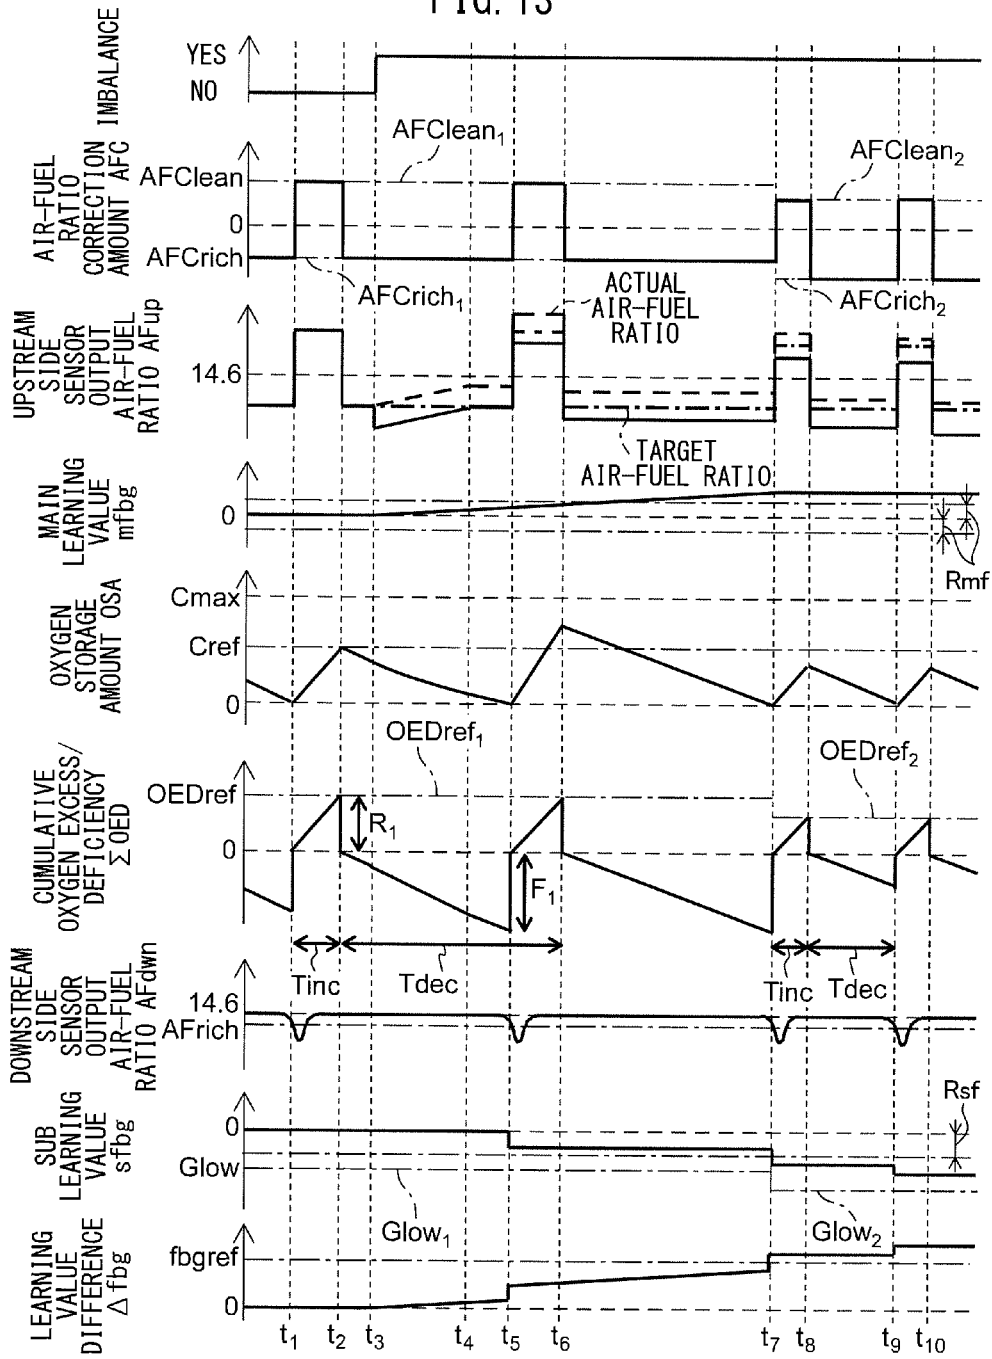 FIG. 13
IMBALANCE
YES
NO
AIR-FUEL
RATIO
CORRECTION
AMOUNT AFC
AFClean
0
AFCrich
AFClean1
AFClean2
AFCrich1
AFCrich2
UPSTREAM
SIDE
SENSOR
OUTPUT
AIR-FUEL
RATIO AFup
14.6
ACTUAL
AIR-FUEL
RATIO
TARGET
AIR-FUEL RATIO
MAIN
LEARNING
VALUE
mfbg
0
Rmf
OXYGEN
STORAGE
AMOUNT OSA
Cmax
Cref
0
CUMULATIVE
OXYGEN EXCESS/
DEFICIENCY
ΣOED
OEDref
0
OEDref1
OEDref2
R1
F1
Tinc
Tdec
Tinc
Tdec
DOWNSTREAM
SIDE
SENSOR
OUTPUT
AIR-FUEL
RATIO AFdwn
14.6
AFrich
SUB
LEARNING
VALUE
sfbg
0
Glow
Rsf
Glow1
Glow2
LEARNING
VALUE
DIFFERENCE
Δfbg
fbgref
0
t1 t2 t3 t4 t5 t6 t7 t8 t9 t10